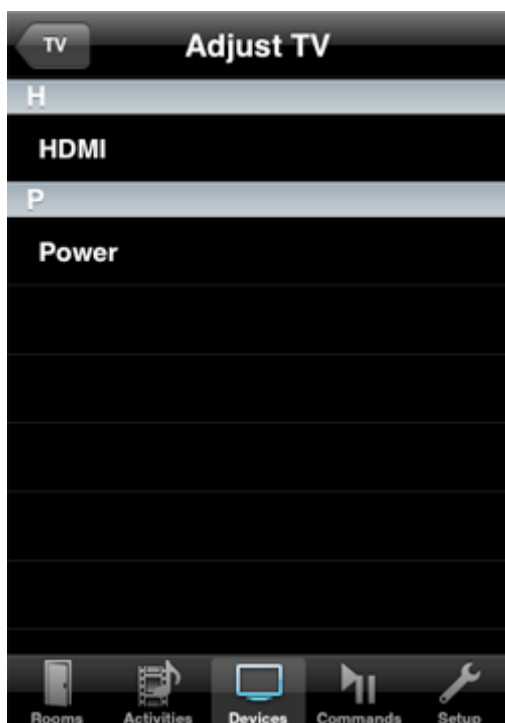 TV
Adjust TV
H
HDMI
P
Power
Rooms Activities Devices Commands Setup